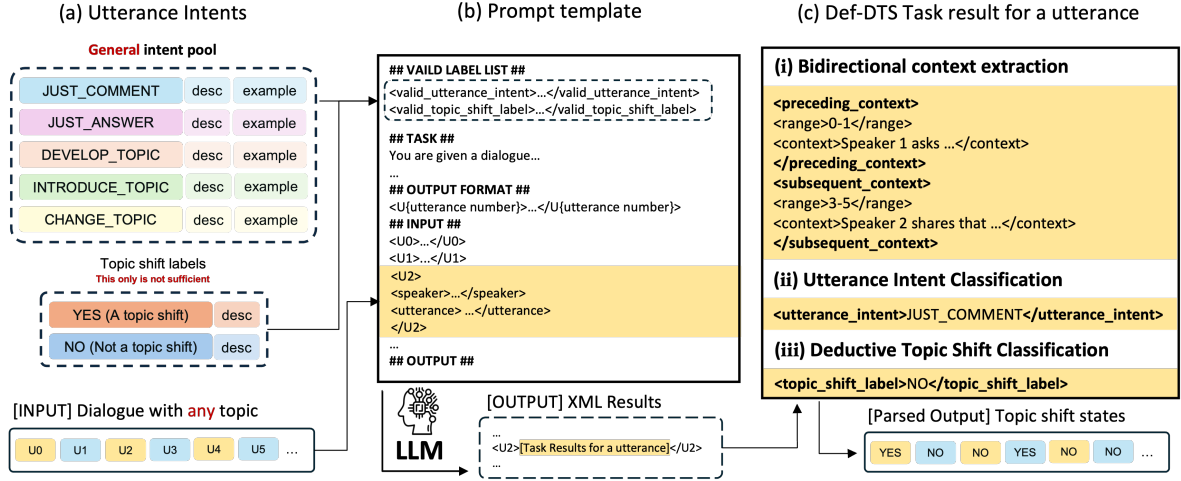 (a) Utterance Intents
General intent pool
JUST_COMMENT desc example
JUST_ANSWER desc example
DEVELOP_TOPIC desc example
INTRODUCE_TOPIC desc example
CHANGE_TOPIC desc example
Topic shift labels
This only is not sufficient
YES (A topic shift) desc
NO (Not a topic shift) desc
[INPUT] Dialogue with any topic
U0 U1 U2 U3 U4 U5 ...
(b) Prompt template
## VAILD LABEL LIST ##
<valid_utterance_intent>...</valid_utterance_intent>
<valid_topic_shift_label>...</valid_topic_shift_label>
## TASK ##
You are given a dialogue...
...
## OUTPUT FORMAT ##
<U{utterance number}>...</U{utterance number}>
## INPUT ##
<U0>...</U0>
<U1>...</U1>
<U2>
<speaker>...</speaker>
<utterance> ...</utterance>
</U2>
...
## OUTPUT ##
LLM
[OUTPUT] XML Results
...
<U2>[Task Results for a utterance]</U2>
...
(c) Def-DTS Task result for a utterance
(i) Bidirectional context extraction
<preceding_context>
<range>0-1</range>
<context>Speaker 1 asks ...</context>
</preceding_context>
<subsequent_context>
<range>3-5</range>
<context>Speaker 2 shares that ...</context>
</subsequent_context>
(ii) Utterance Intent Classification
<utterance_intent>JUST_COMMENT</utterance_intent>
(iii) Deductive Topic Shift Classification
<topic_shift_label>NO</topic_shift_label>
[Parsed Output] Topic shift states
YES NO NO YES NO NO ...